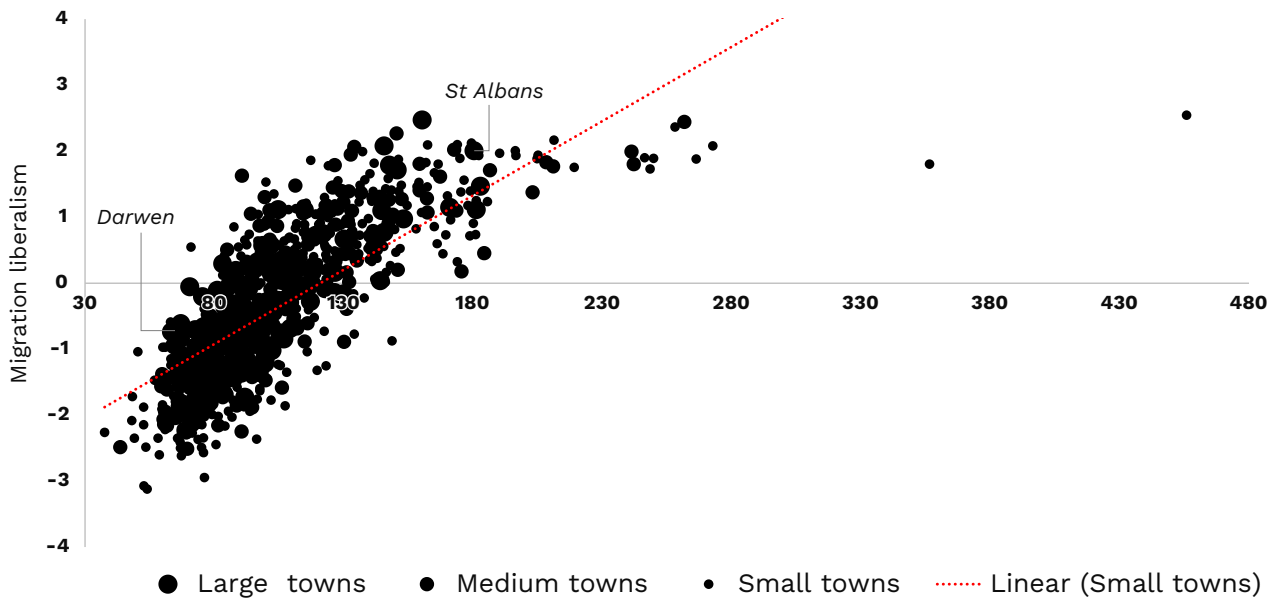 4
3
2
1
0
-1
-2
-3
-4
Migration liberalism
St Albans
Darwen
30 80 130 180 230 280 330 380 430 480
Large towns Medium towns Small towns Linear (Small towns)